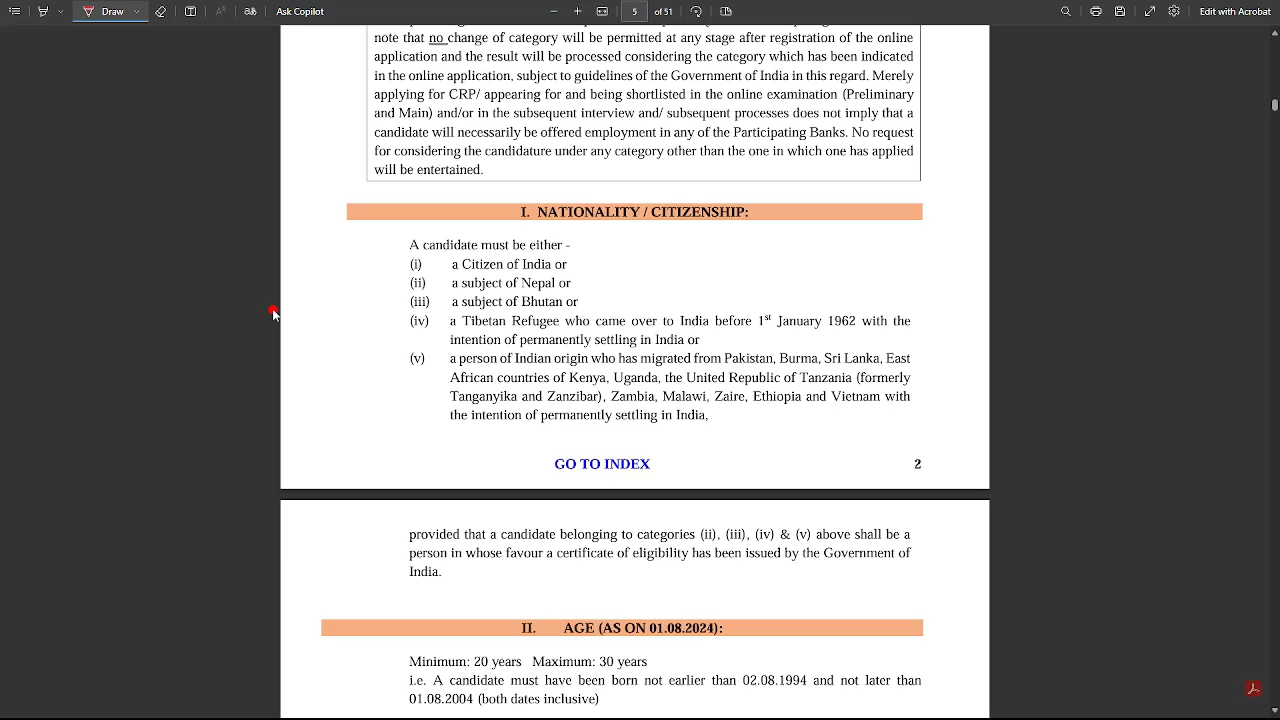 Draw
Ask Copilot
5
of 51
Edit with Acrobat
note that no change of category will be permitted at any stage after registration of the online
application and the result will be processed considering the category which has been indicated
in the online application, subject to guidelines of the Government of India in this regard. Merely
applying for CRP/ appearing for and being shortlisted in the online examination (Preliminary
and Main) and/or in the subsequent interview and/ subsequent processes does not imply that a
candidate will necessarily be offered employment in any of the Participating Banks. No request
for considering the candidature under any category other than the one in which one has applied
will be entertained.
I. NATIONALITY / CITIZENSHIP:
A candidate must be either -
(i) a Citizen of India or
(ii) a subject of Nepal or
(iii) a subject of Bhutan or
(iv) a Tibetan Refugee who came over to India before 1st January 1962 with the
intention of permanently settling in India or
(v) a person of Indian origin who has migrated from Pakistan, Burma, Sri Lanka, East
African countries of Kenya, Uganda, the United Republic of Tanzania (formerly
Tanganyika and Zanzibar), Zambia, Malawi, Zaire, Ethiopia and Vietnam with
the intention of permanently settling in India,
GO TO INDEX 2
provided that a candidate belonging to categories (ii), (iii), (iv) & (v) above shall be a
person in whose favour a certificate of eligibility has been issued by the Government of
India.
II. AGE (AS ON 01.08.2024):
Minimum: 20 years Maximum: 30 years
i.e. A candidate must have been born not earlier than 02.08.1994 and not later than
01.08.2004 (both dates inclusive)